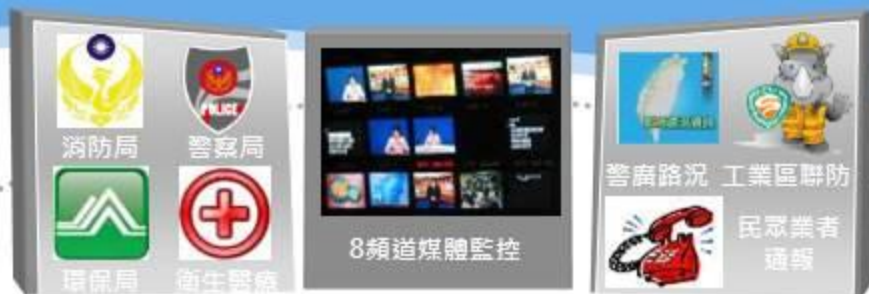 消防局
警察局
POLICE
環保局
衛生醫療
8頻道媒體監控
警廣路況
工業區聯防
民眾業者
通報